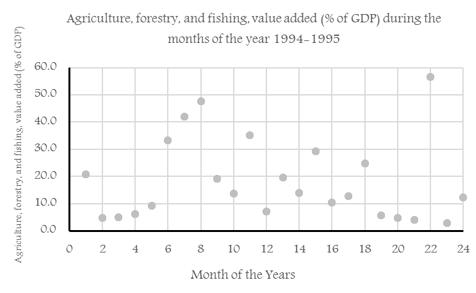 Agriculture, forestry, and fishing, value added (% of GDP) during the
months of the year 1994-1995
Agriculture, forestry, and fishing, value added (% of GDP)
60.0
50.0
40.0
30.0
20.0
10.0
0.0
0 2 4 6 8 10 12 14 16 18 20 22 24
Month of the Years